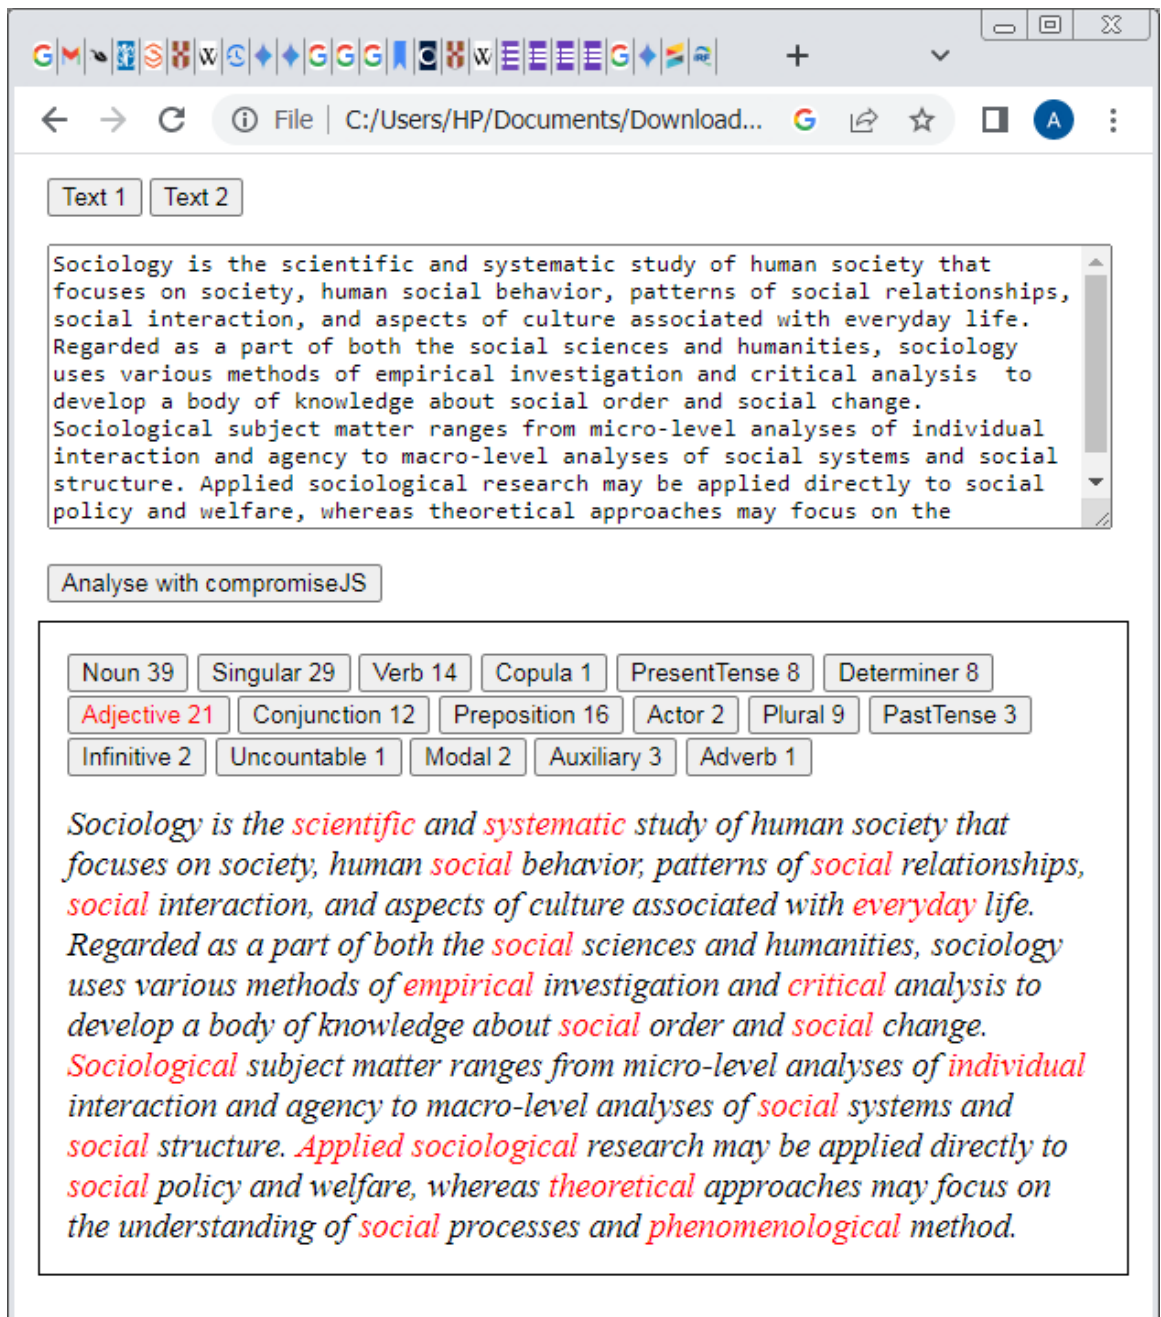 File | C:/Users/HP/Documents/Download...
A
Text 1 Text 2
Sociology is the scientific and systematic study of human society that
focuses on society, human social behavior, patterns of social relationships,
social interaction, and aspects of culture associated with everyday life.
Regarded as a part of both the social sciences and humanities, sociology
uses various methods of empirical investigation and critical analysis  to
develop a body of knowledge about social order and social change.
Sociological subject matter ranges from micro-level analyses of individual
interaction and agency to macro-level analyses of social systems and social
structure. Applied sociological research may be applied directly to social
policy and welfare, whereas theoretical approaches may focus on the
Analyse with compromiseJS
Noun 39 Singular 29 Verb 14 Copula 1 PresentTense 8 Determiner 8
Adjective 21 Conjunction 12 Preposition 16 Actor 2 Plural 9 PastTense 3
Infinitive 2 Uncountable 1 Modal 2 Auxiliary 3 Adverb 1
Sociology is the scientific and systematic study of human society that
focuses on society, human social behavior, patterns of social relationships,
social interaction, and aspects of culture associated with everyday life.
Regarded as a part of both the social sciences and humanities, sociology
uses various methods of empirical investigation and critical analysis to
develop a body of knowledge about social order and social change.
Sociological subject matter ranges from micro-level analyses of individual
interaction and agency to macro-level analyses of social systems and
social structure. Applied sociological research may be applied directly to
social policy and welfare, whereas theoretical approaches may focus on
the understanding of social processes and phenomenological method.